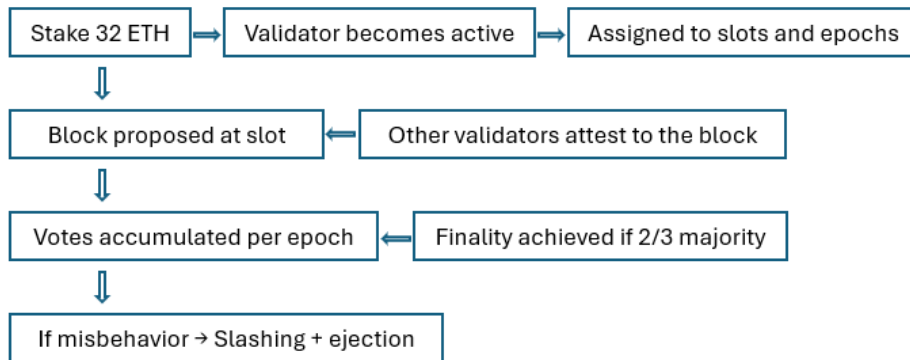 Stake 32 ETH
Validator becomes active
Assigned to slots and epochs
Block proposed at slot
Other validators attest to the block
Votes accumulated per epoch
Finality achieved if 2/3 majority
If misbehavior → Slashing + ejection